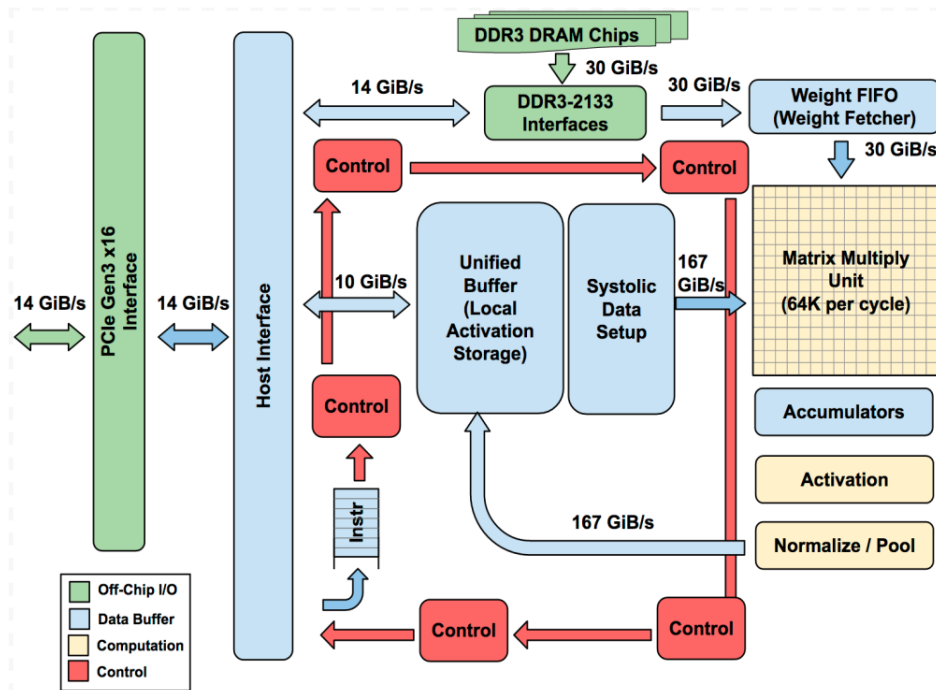 DDR3 DRAM Chips
30 GiB/s
14 GiB/s
DDR3-2133
Interfaces
30 GiB/s
Weight FIFO
(Weight Fetcher)
30 GiB/s
Control
Control
PCIe Gen3 x16
Interface
14 GiB/s
14 GiB/s
Host Interface
10 GiB/s
Unified
Buffer
(Local
Activation
Storage)
Systolic
Data
Setup
167
GiB/s
Matrix Multiply
Unit
(64K per cycle)
Control
Accumulators
Activation
Instr
167 GiB/s
Normalize / Pool
Control
Control
Off-Chip I/O
Data Buffer
Computation
Control